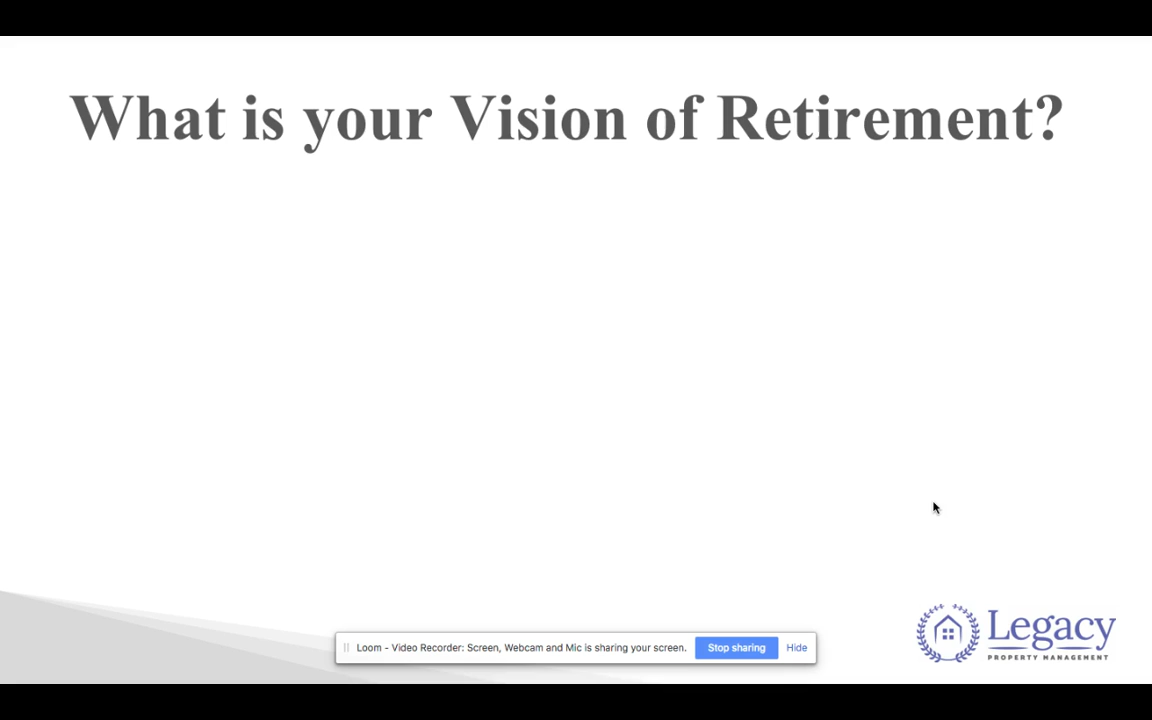 What is your Vision of Retirement?
Loom - Video Recorder: Screen, Webcam and Mic is sharing your screen. Stop sharing Hide
Legacy
PROPERTY MANAGEMENT